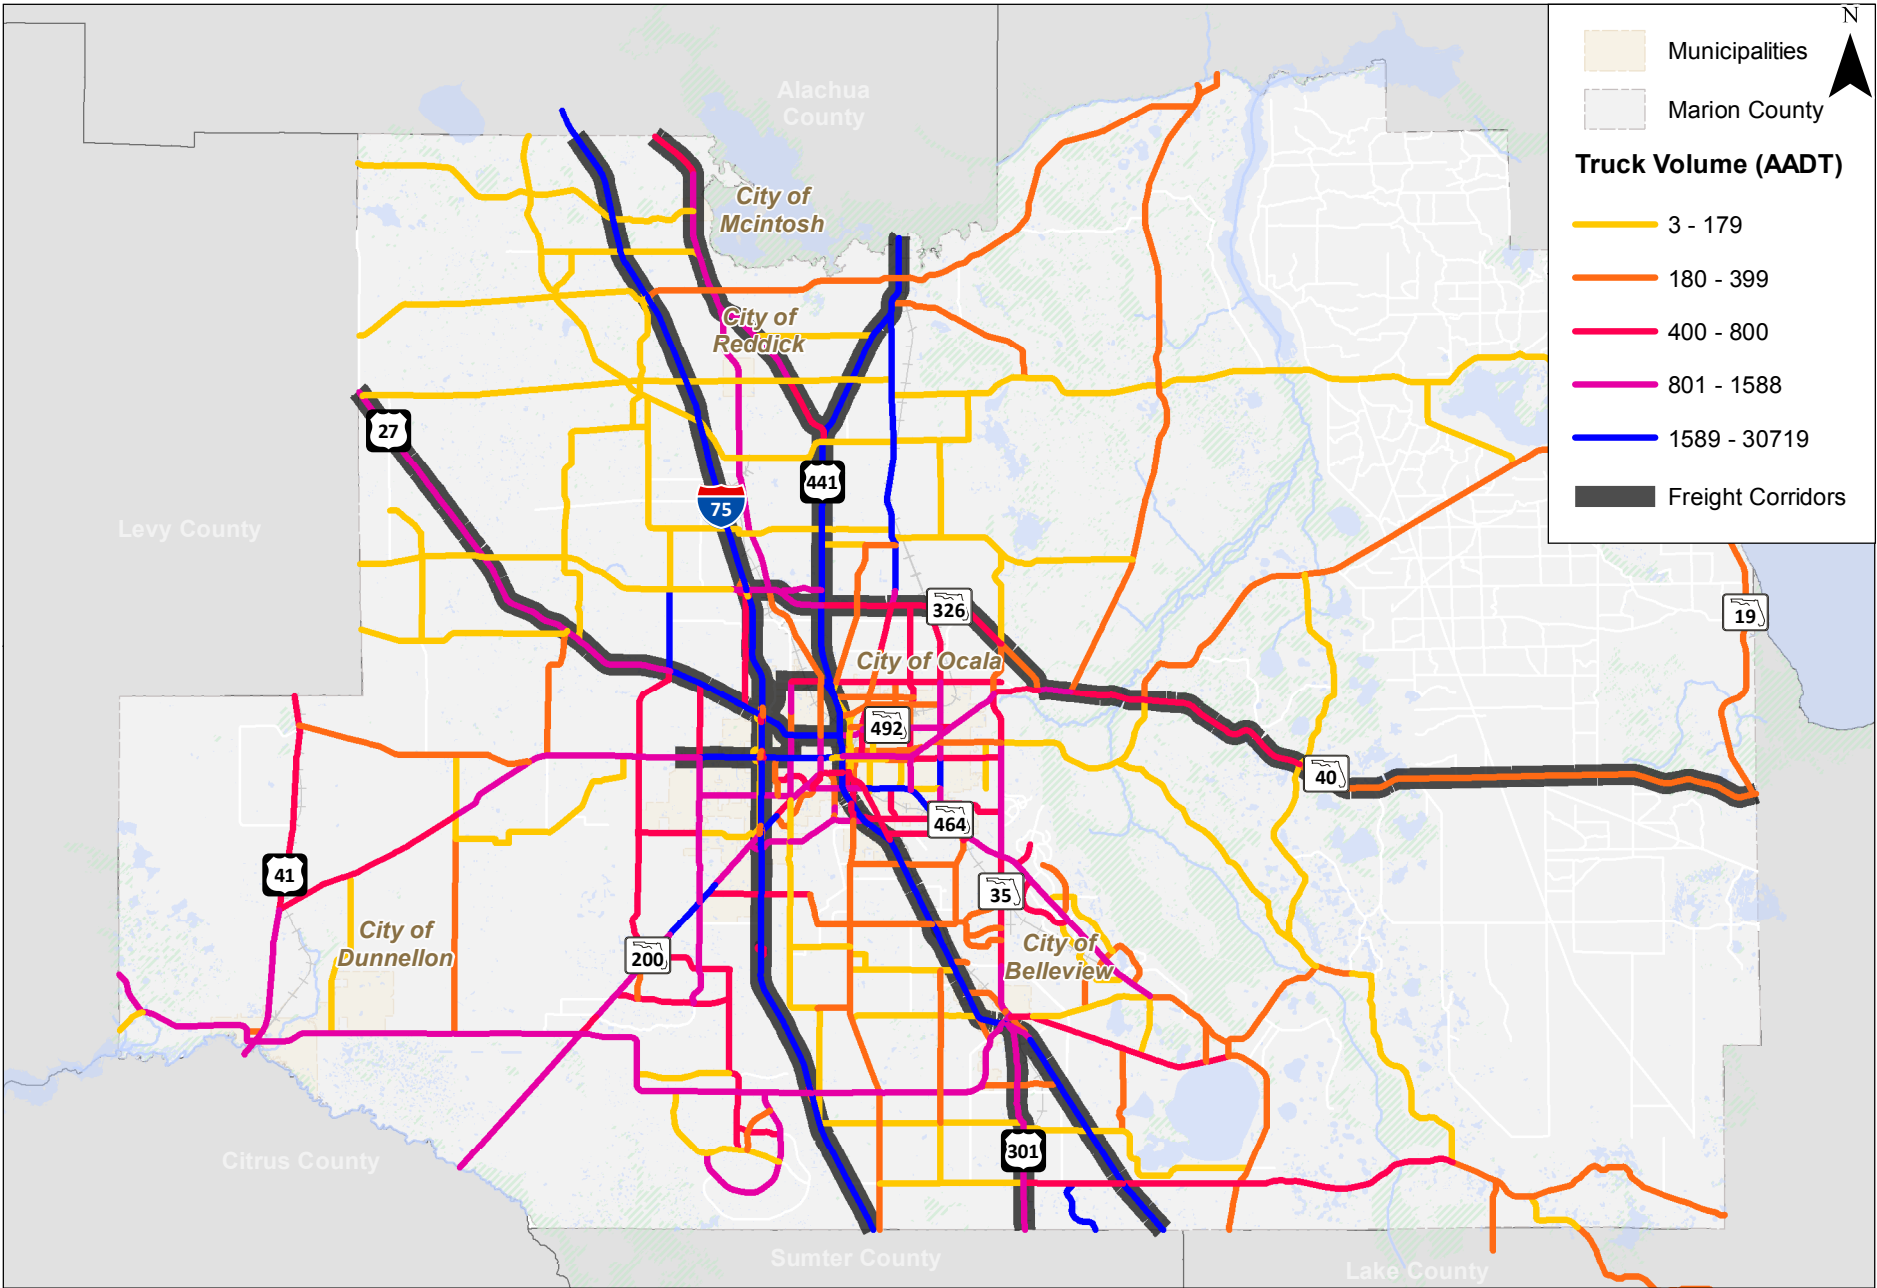 N
Municipalities
Marion County
Truck Volume (AADT)
3 - 179
180 - 399
400 - 800
801 - 1588
1589 - 30719
Freight Corridors
Alachua
County
City of
Mcintosh
City of
Reddick
27
441
75
Levy County
326
19
City of Ocala
492
40
464
41
35
City of
Dunnellon
City of
Belleview
200
301
Citrus County
Sumter County
Lake County